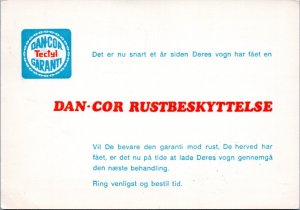 DAN-COR
Tectyl
GARANTI
Det er nu snart et år siden Deres vogn har fået en
DAN-COR RUSTBESKYTTELSE
Vil De bevare den garanti mod rust, De herved har
fået, er det nu på tide at lade Deres vogn gennemgå
den næste behandling.
Ring venligst og bestil tid.